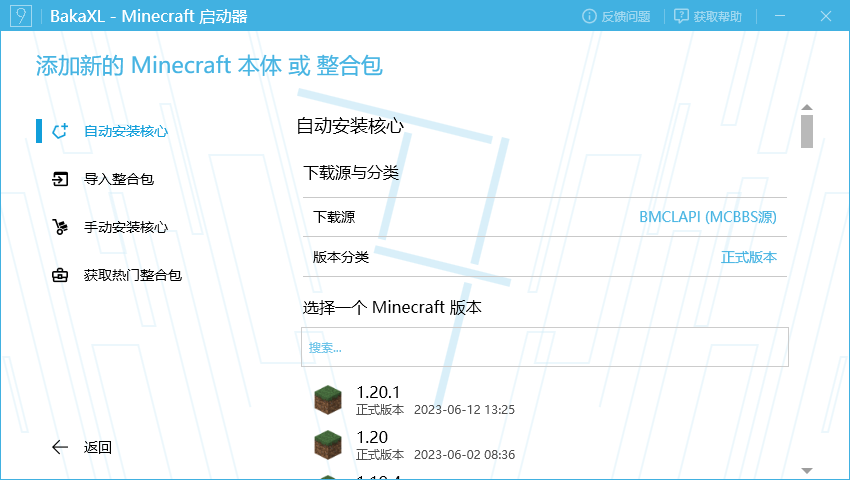 BakaXL - Minecraft 启动器
反馈问题
获取帮助
添加新的 Minecraft 本体 或 整合包
自动安装核心
导入整合包
手动安装核心
获取热门整合包
返回
自动安装核心
下载源与分类
下载源 BMCLAPI (MCBBS源)
版本分类 正式版本
选择一个 Minecraft 版本
搜索...
1.20.1
正式版本 2023-06-12 13:25
1.20
正式版本 2023-06-02 08:36